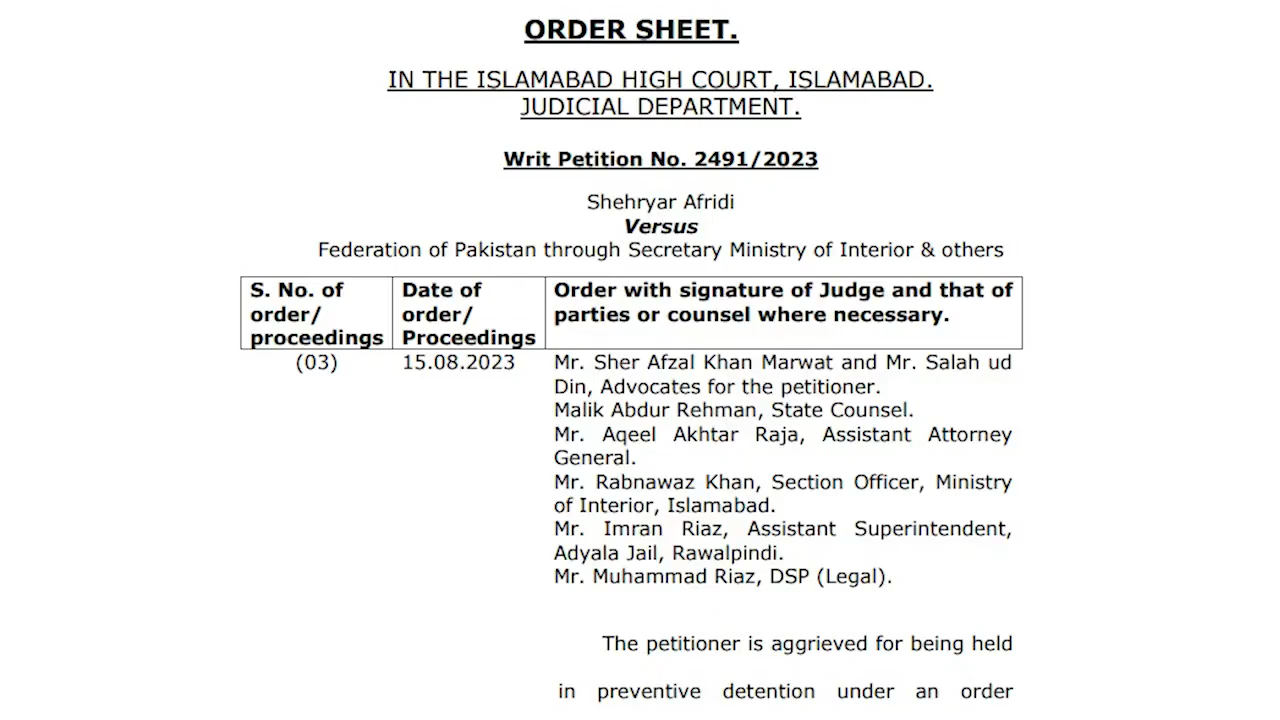 ORDER SHEET.
IN THE ISLAMABAD HIGH COURT, ISLAMABAD.
JUDICIAL DEPARTMENT.
Writ Petition No. 2491/2023
Shehryar Afridi
Versus
Federation of Pakistan through Secretary Ministry of Interior & others
S. No. of
order/
proceedings
Date of
order/
Proceedings
Order with signature of Judge and that of
parties or counsel where necessary.
(03)
15.08.2023
Mr. Sher Afzal Khan Marwat and Mr. Salah ud
Din, Advocates for the petitioner.
Malik Abdur Rehman, State Counsel.
Mr. Aqeel Akhtar Raja, Assistant Attorney
General.
Mr. Rabnawaz Khan, Section Officer, Ministry
of Interior, Islamabad.
Mr. Imran Riaz, Assistant Superintendent,
Adyala Jail, Rawalpindi.
Mr. Muhammad Riaz, DSP (Legal).
The petitioner is aggrieved for being held
in preventive detention under an order